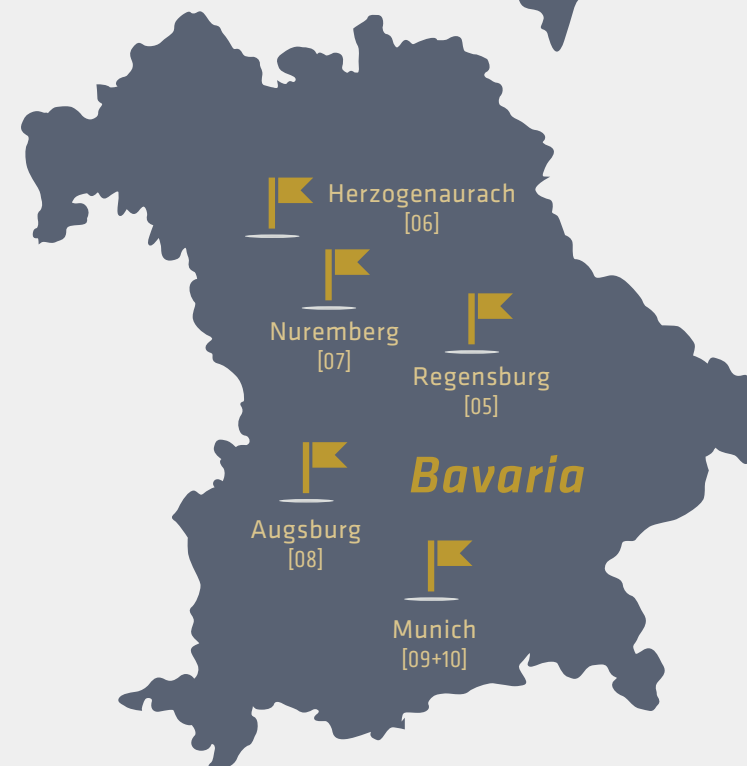 Herzogenaurach
[06]
Nuremberg
[07]
Regensburg
[05]
Bavaria
Augsburg
[08]
Munich
[09+10]